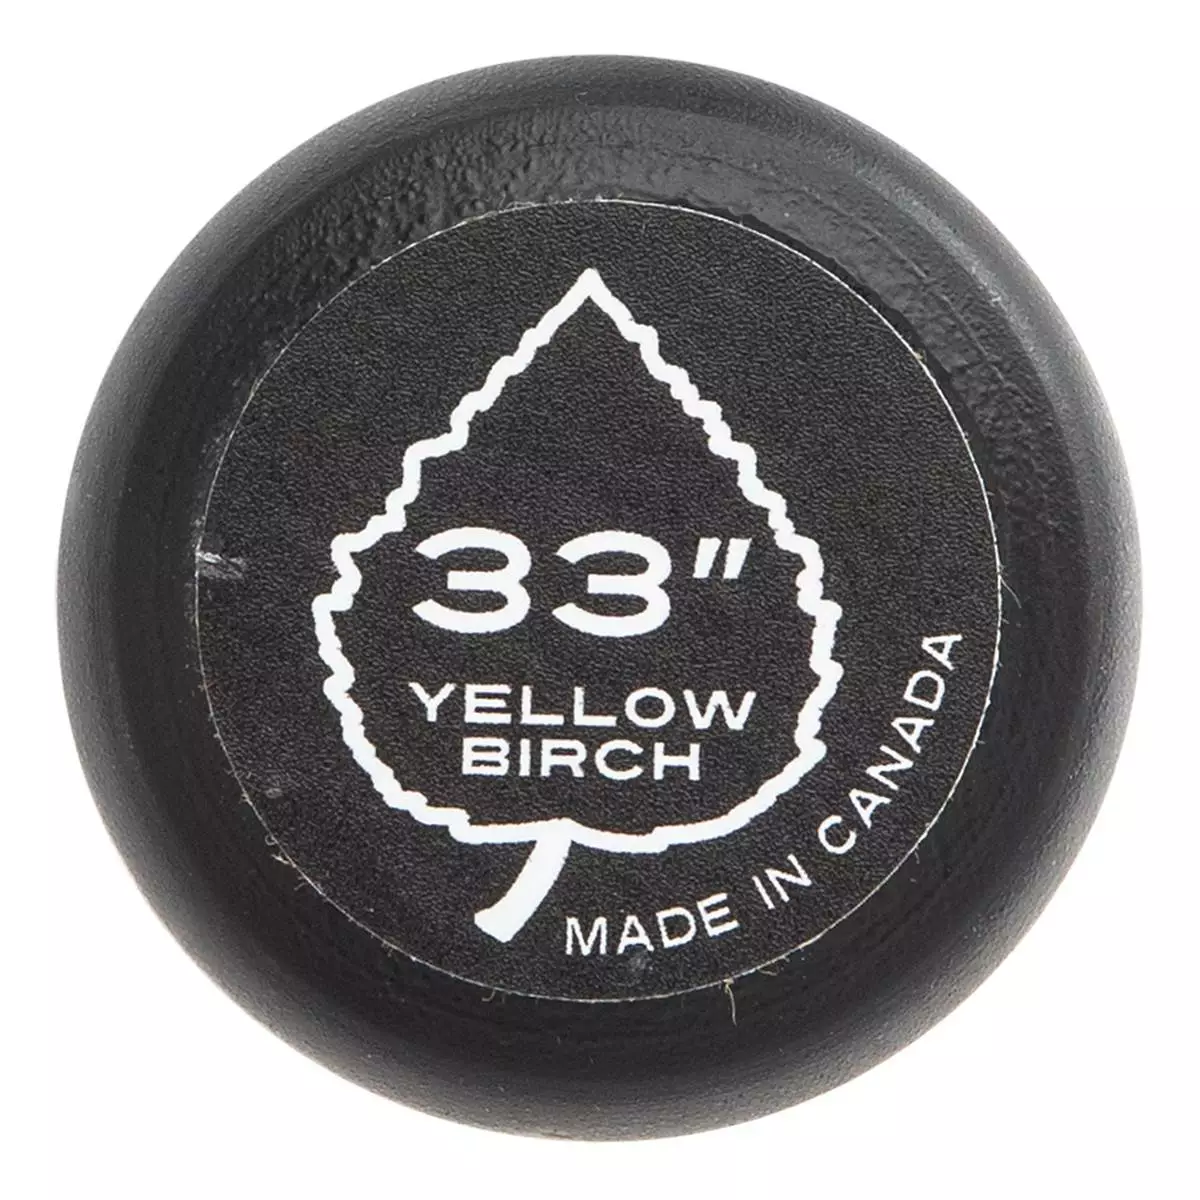 33"
YELLOW
BIRCH
MADE IN CANADA